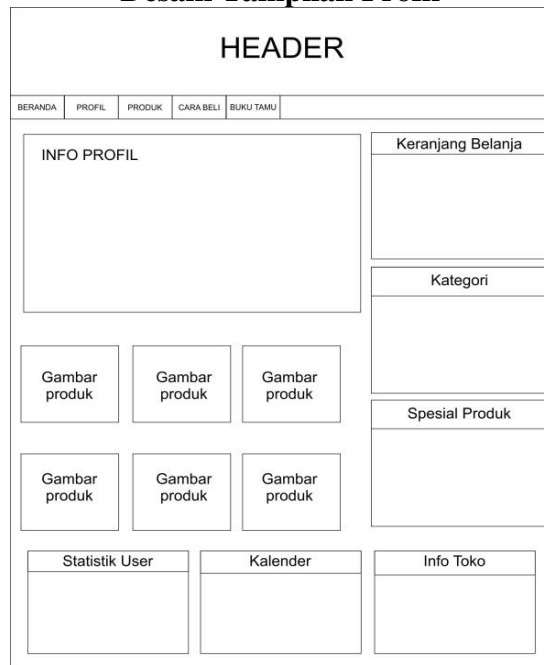 Desain Tampilan Profil
HEADER
BERANDA PROFIL PRODUK CARA BELI BUKU TAMU
INFO PROFIL
Keranjang Belanja
Kategori
Gambar produk
Gambar produk
Gambar produk
Spesial Produk
Gambar produk
Gambar produk
Gambar produk
Statistik User
Kalender
Info Toko